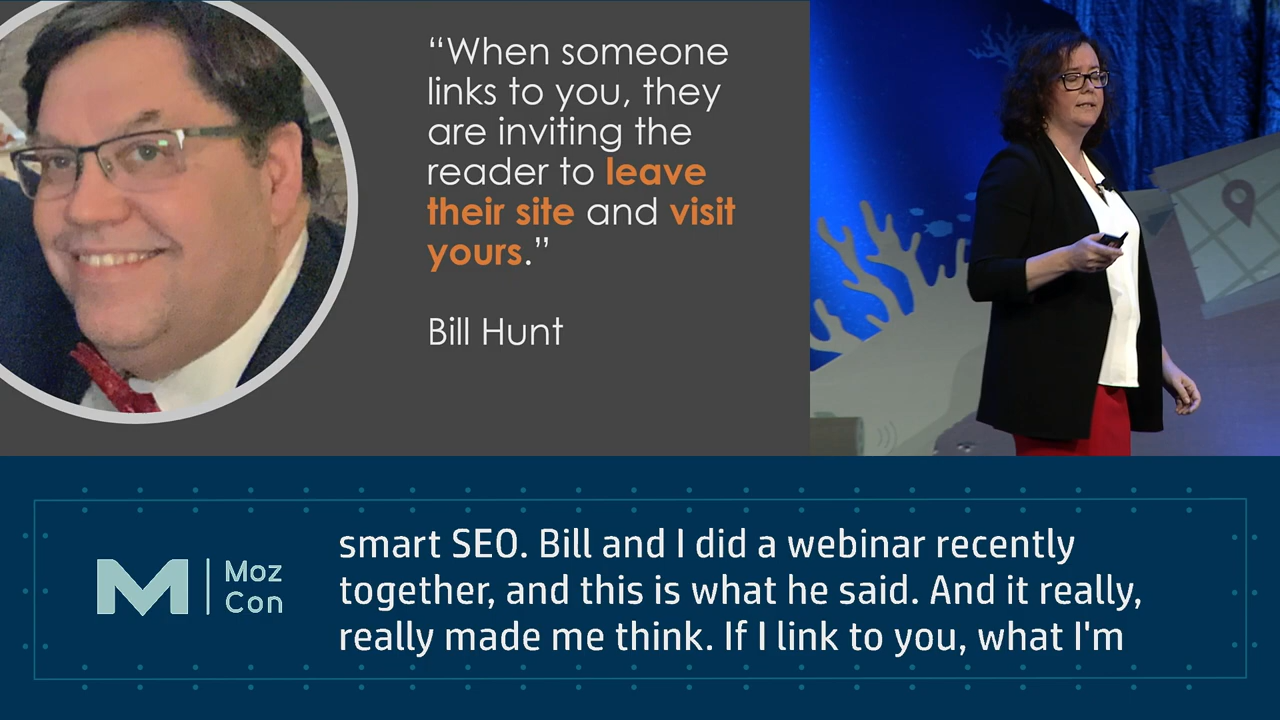 “When someone
links to you, they
are inviting the
reader to leave
their site and visit
yours.”
Bill Hunt
M
Moz
Con
smart SEO. Bill and I did a webinar recently
together, and this is what he said. And it really,
really made me think. If I link to you, what I'm